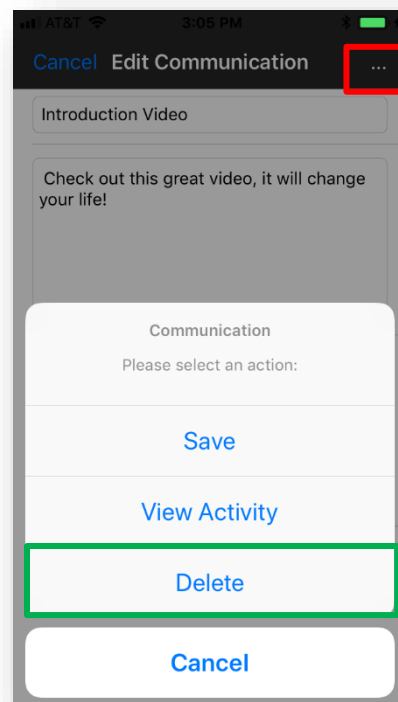 AT&T 3:05 PM
Cancel Edit Communication ...
Introduction Video
Check out this great video, it will change
your life!
Communication
Please select an action:
Save
View Activity
Delete
Cancel